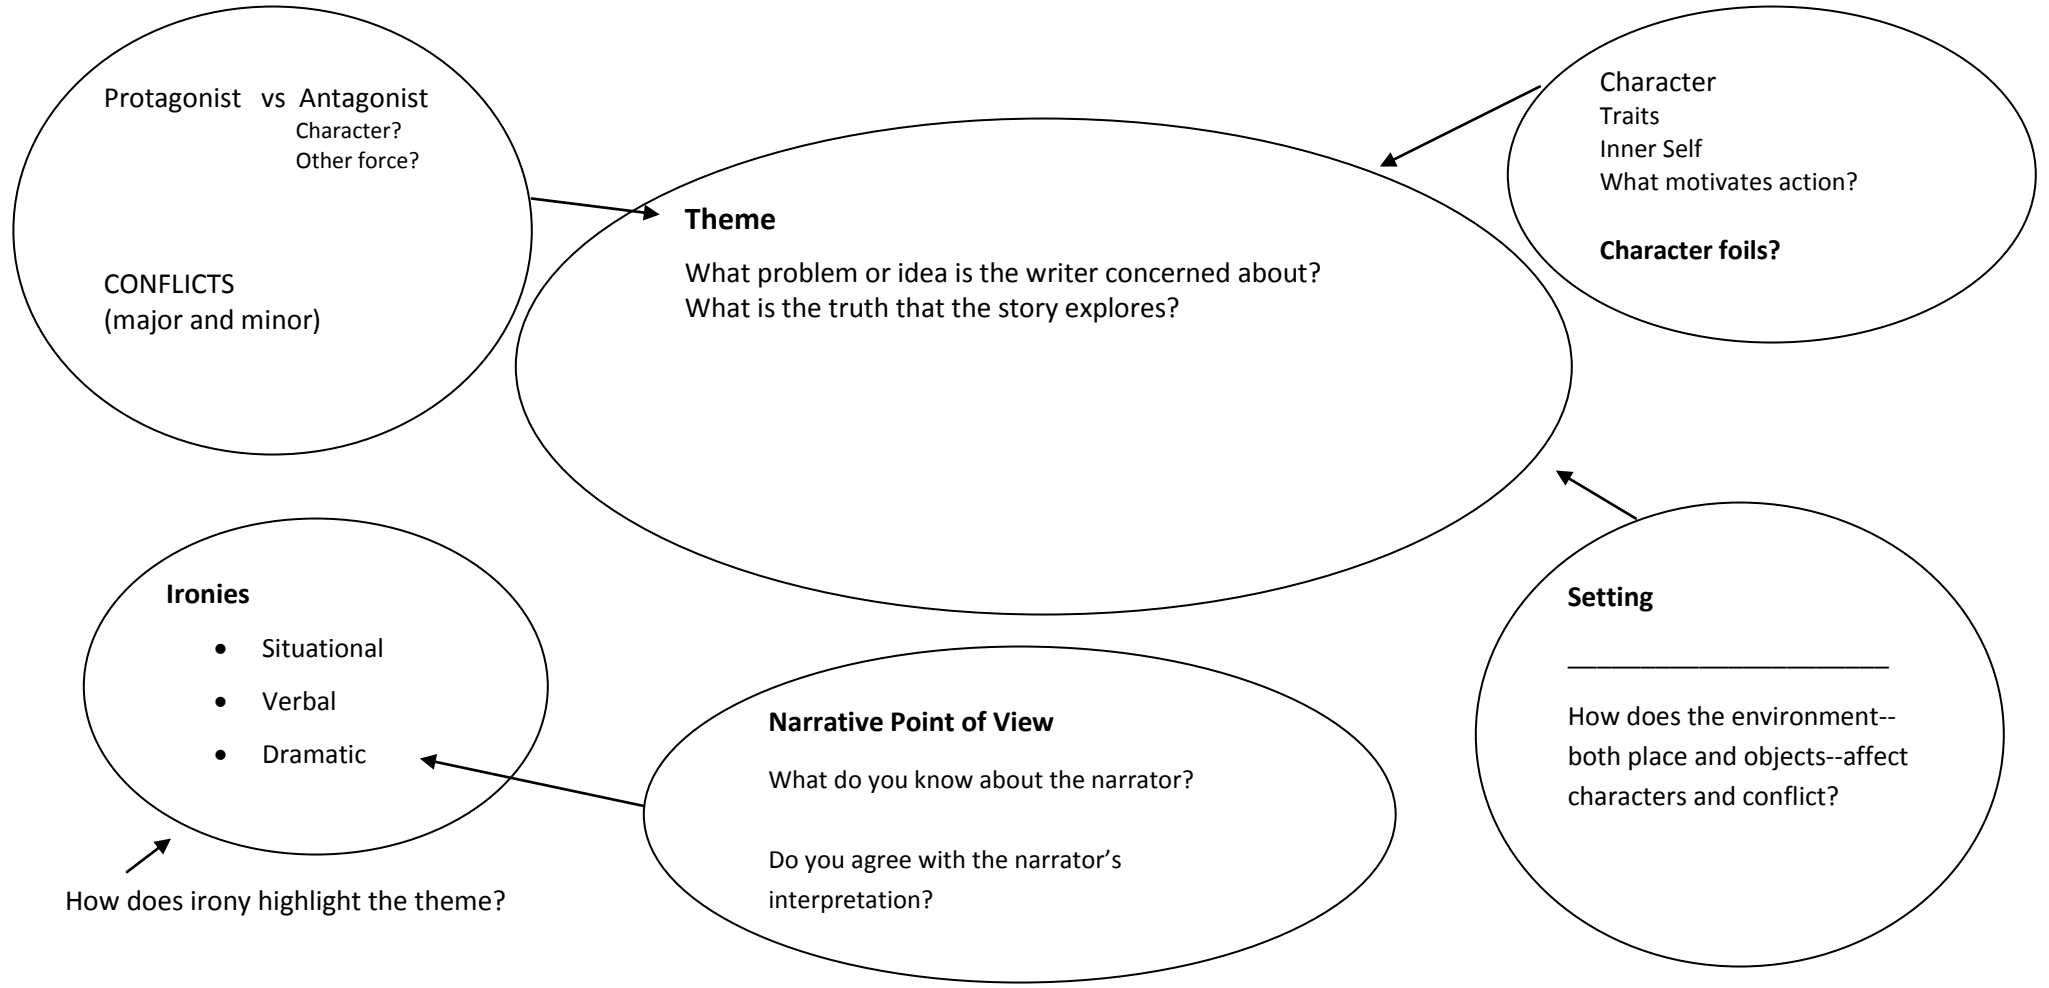 Protagonist vs Antagonist
Character?
Other force?
CONFLICTS
(major and minor)
Theme
What problem or idea is the writer concerned about?
What is the truth that the story explores?
Character
Traits
Inner Self
What motivates action?
Character foils?
Ironies
• Situational
• Verbal
• Dramatic
How does irony highlight the theme?
Narrative Point of View
What do you know about the narrator?
Do you agree with the narrator’s
interpretation?
Setting
______________________
How does the environment--
both place and objects--affect
characters and conflict?